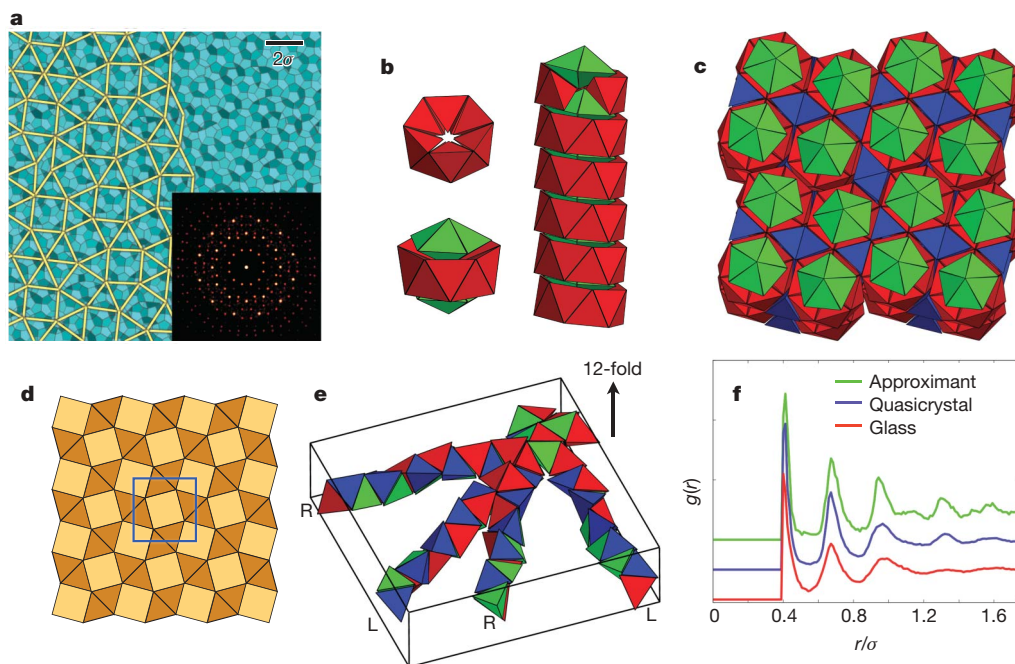 a
2σ
b
c
d
e
12-fold
R
L
R
L
f
Approximant
Quasicrystal
Glass
g(r)
0
0.4
0.8
1.2
1.6
r/σ